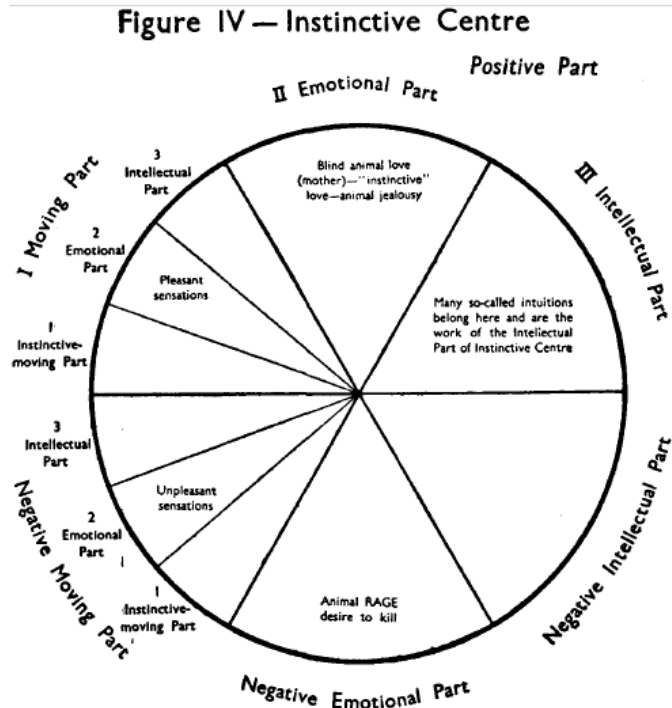 Figure IV — Instinctive Centre
Positive Part
II Emotional Part
I Moving Part
III Intellectual Part
3
Intellectual
Part
2
Emotional
Part
1
Instinctive-
moving Part
Blind animal love
(mother)—"instinctive"
love—animal jealousy
Pleasant
sensations
Many so-called intuitions
belong here and are the
work of the Intellectual
Part of Instinctive Centre
3
Intellectual
Part
2
Emotional
Part
1
Instinctive-
moving Part
Unpleasant
sensations
Animal RAGE
desire to kill
Negative Moving Part
Negative Emotional Part
Negative Intellectual Part